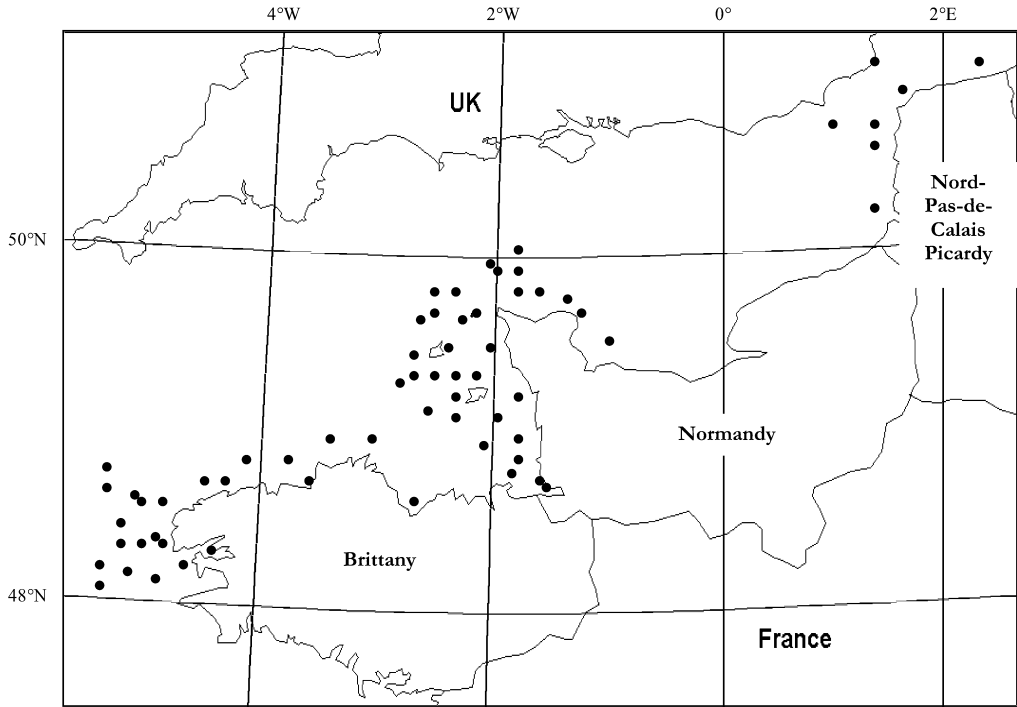 4°W
2°W
0°
2°E
UK
Nord-
Pas-de-
Calais
Picardy
50°N
Normandy
Brittany
48°N
France